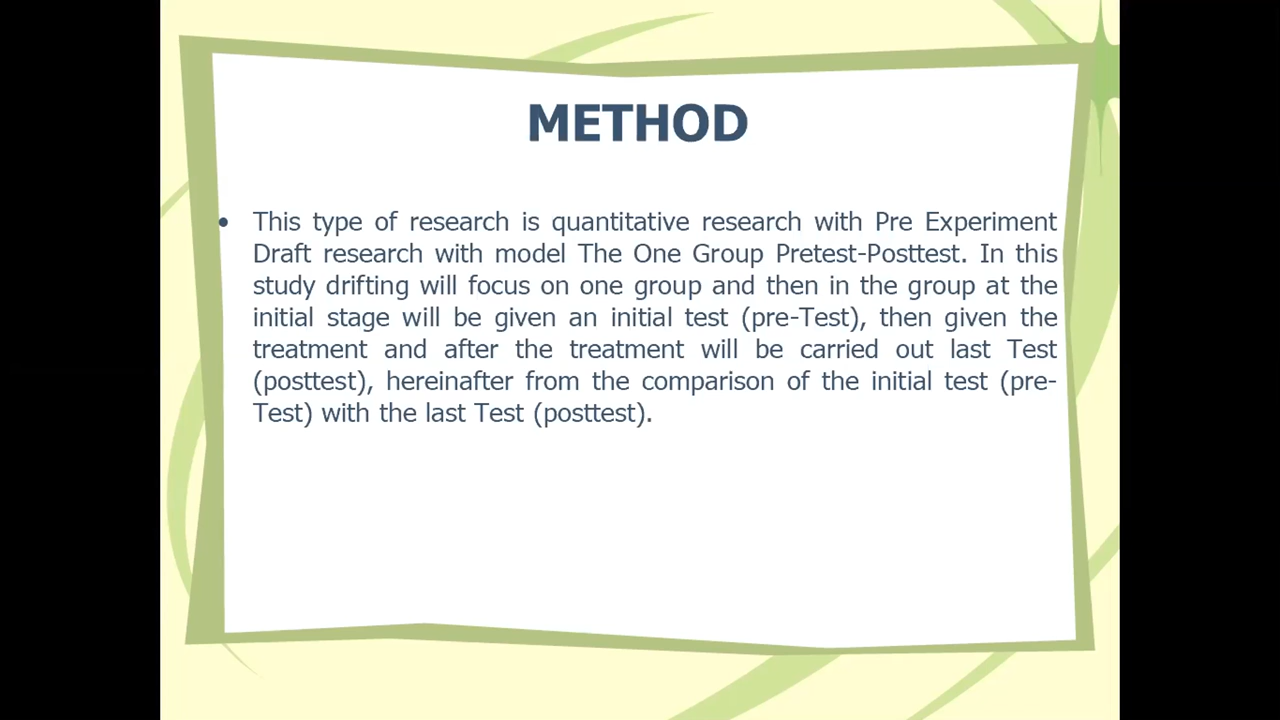 METHOD
• This type of research is quantitative research with Pre Experiment
Draft research with model The One Group Pretest-Posttest. In this
study drifting will focus on one group and then in the group at the
initial stage will be given an initial test (pre-Test), then given the
treatment and after the treatment will be carried out last Test
(posttest), hereinafter from the comparison of the initial test (pre-
Test) with the last Test (posttest).